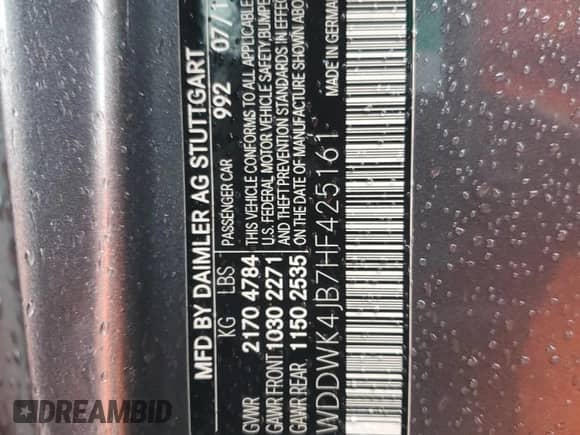 MFD BY DAIMLER AG STUTTGART
992 07/1
KG LBS PASSENGER CAR
GVWR 2170 4784
GAWR FRONT 1030 2271
GAWR REAR 1150 2535
THIS VEHICLE CONFORMS TO ALL APPLICABLE
U.S. FEDERAL MOTOR VEHICLE SAFETY, BUMPER
AND THEFT PREVENTION STANDARDS IN EFFECT
ON THE DATE OF MANUFACTURE SHOWN ABOVE
MADE IN GERMANY
WDDWK4JB7HF425161
DREAMBID